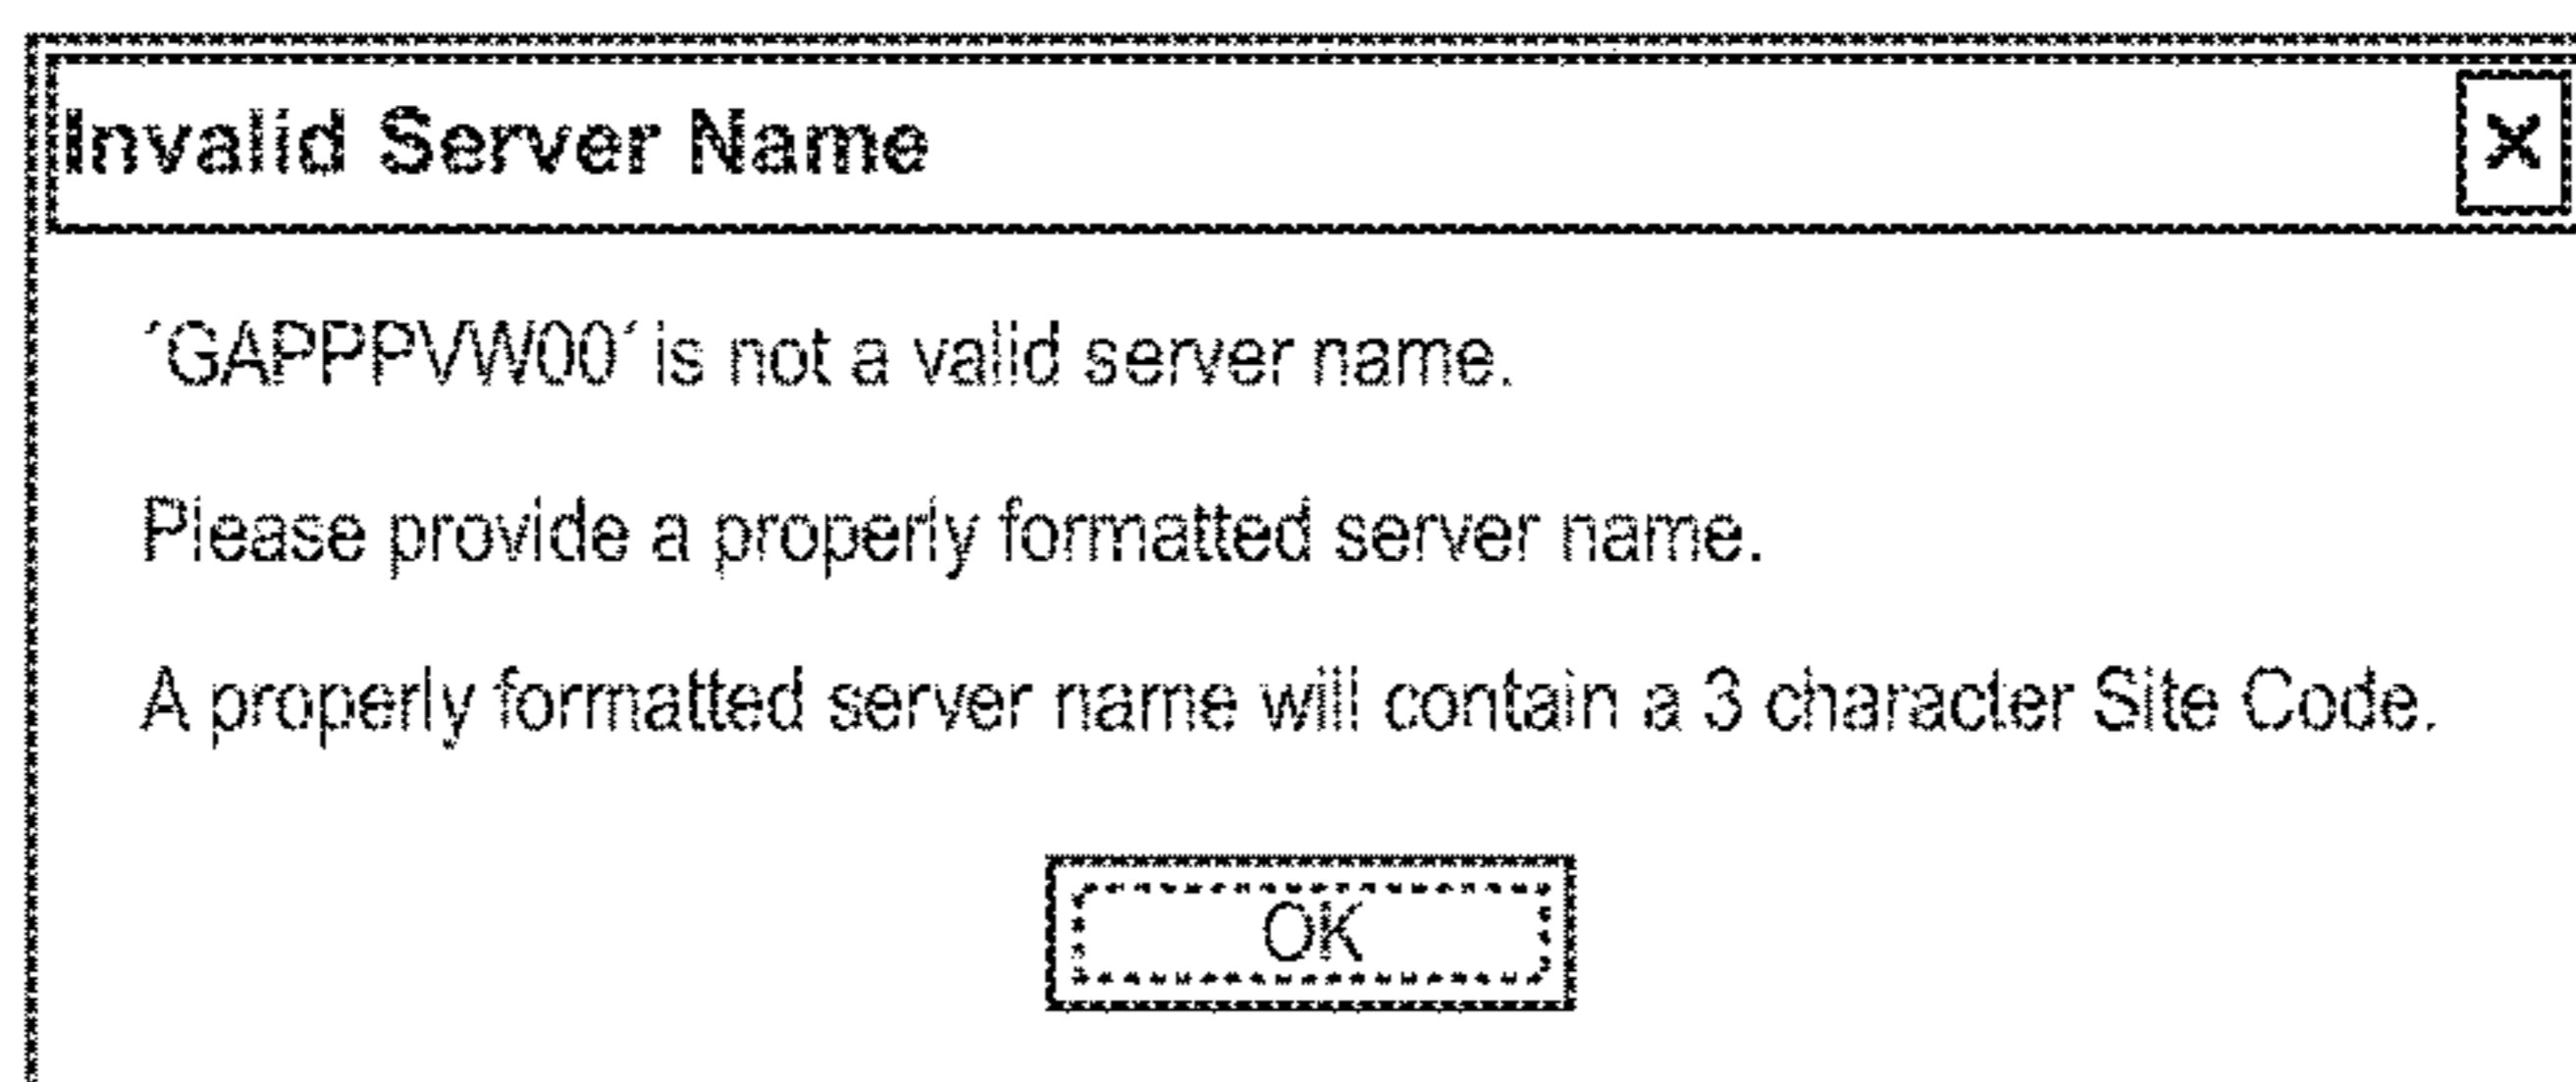 Invalid Server Name
X
´GAPPPVW00´ is not a valid server name.
Please provide a properly formatted server name.
A properly formatted server name will contain a 3 character Site Code.
OK